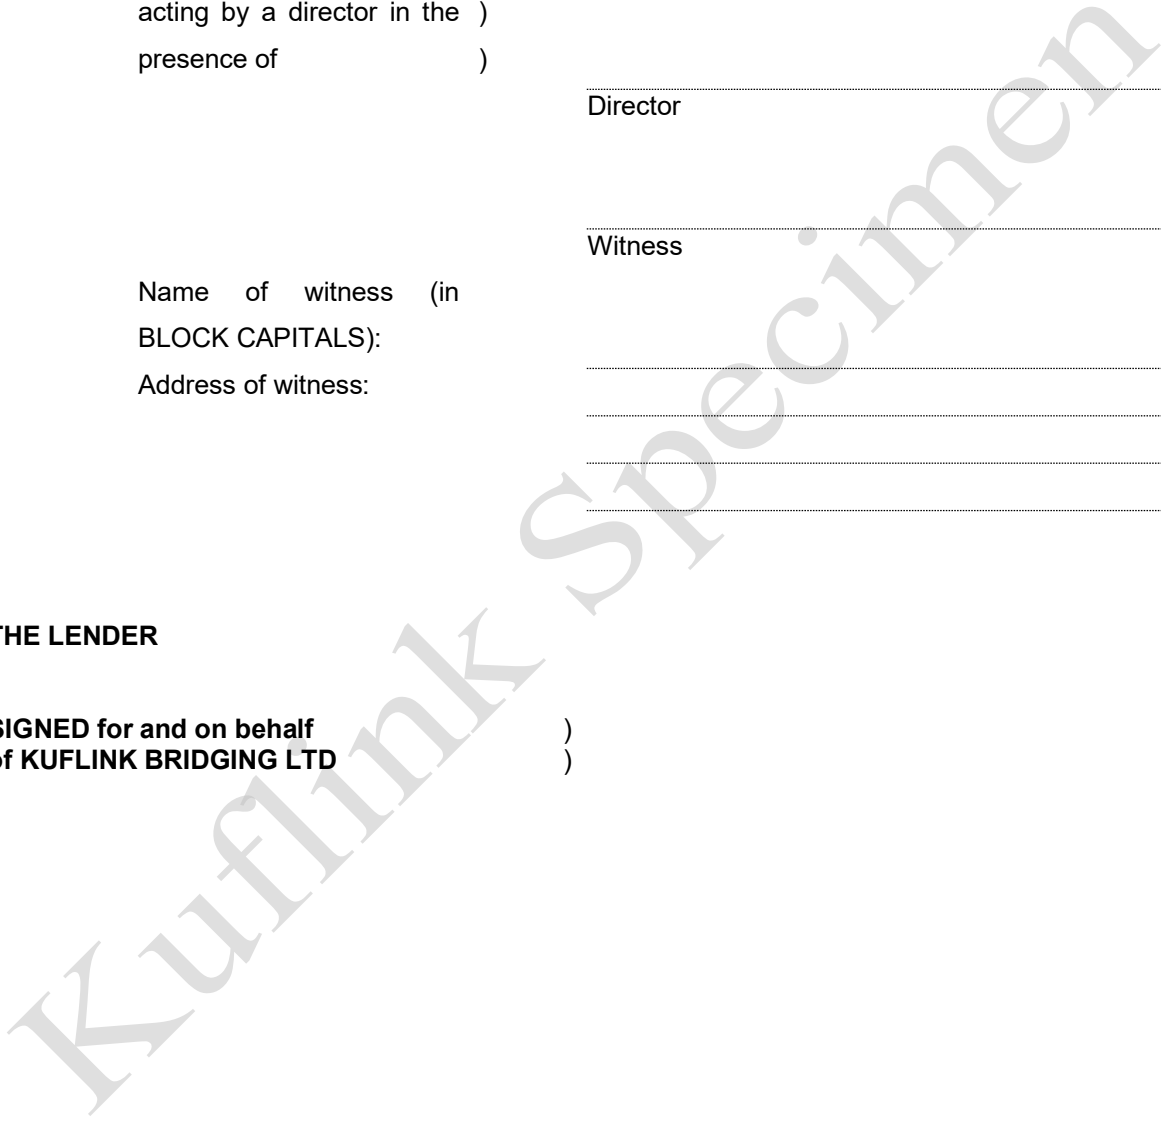 acting by a director in the )
presence of )
Director
Witness
Name of witness (in
BLOCK CAPITALS):
Address of witness:
THE LENDER
SIGNED for and on behalf )
of KUFLINK BRIDGING LTD )
Kuflink Specimen